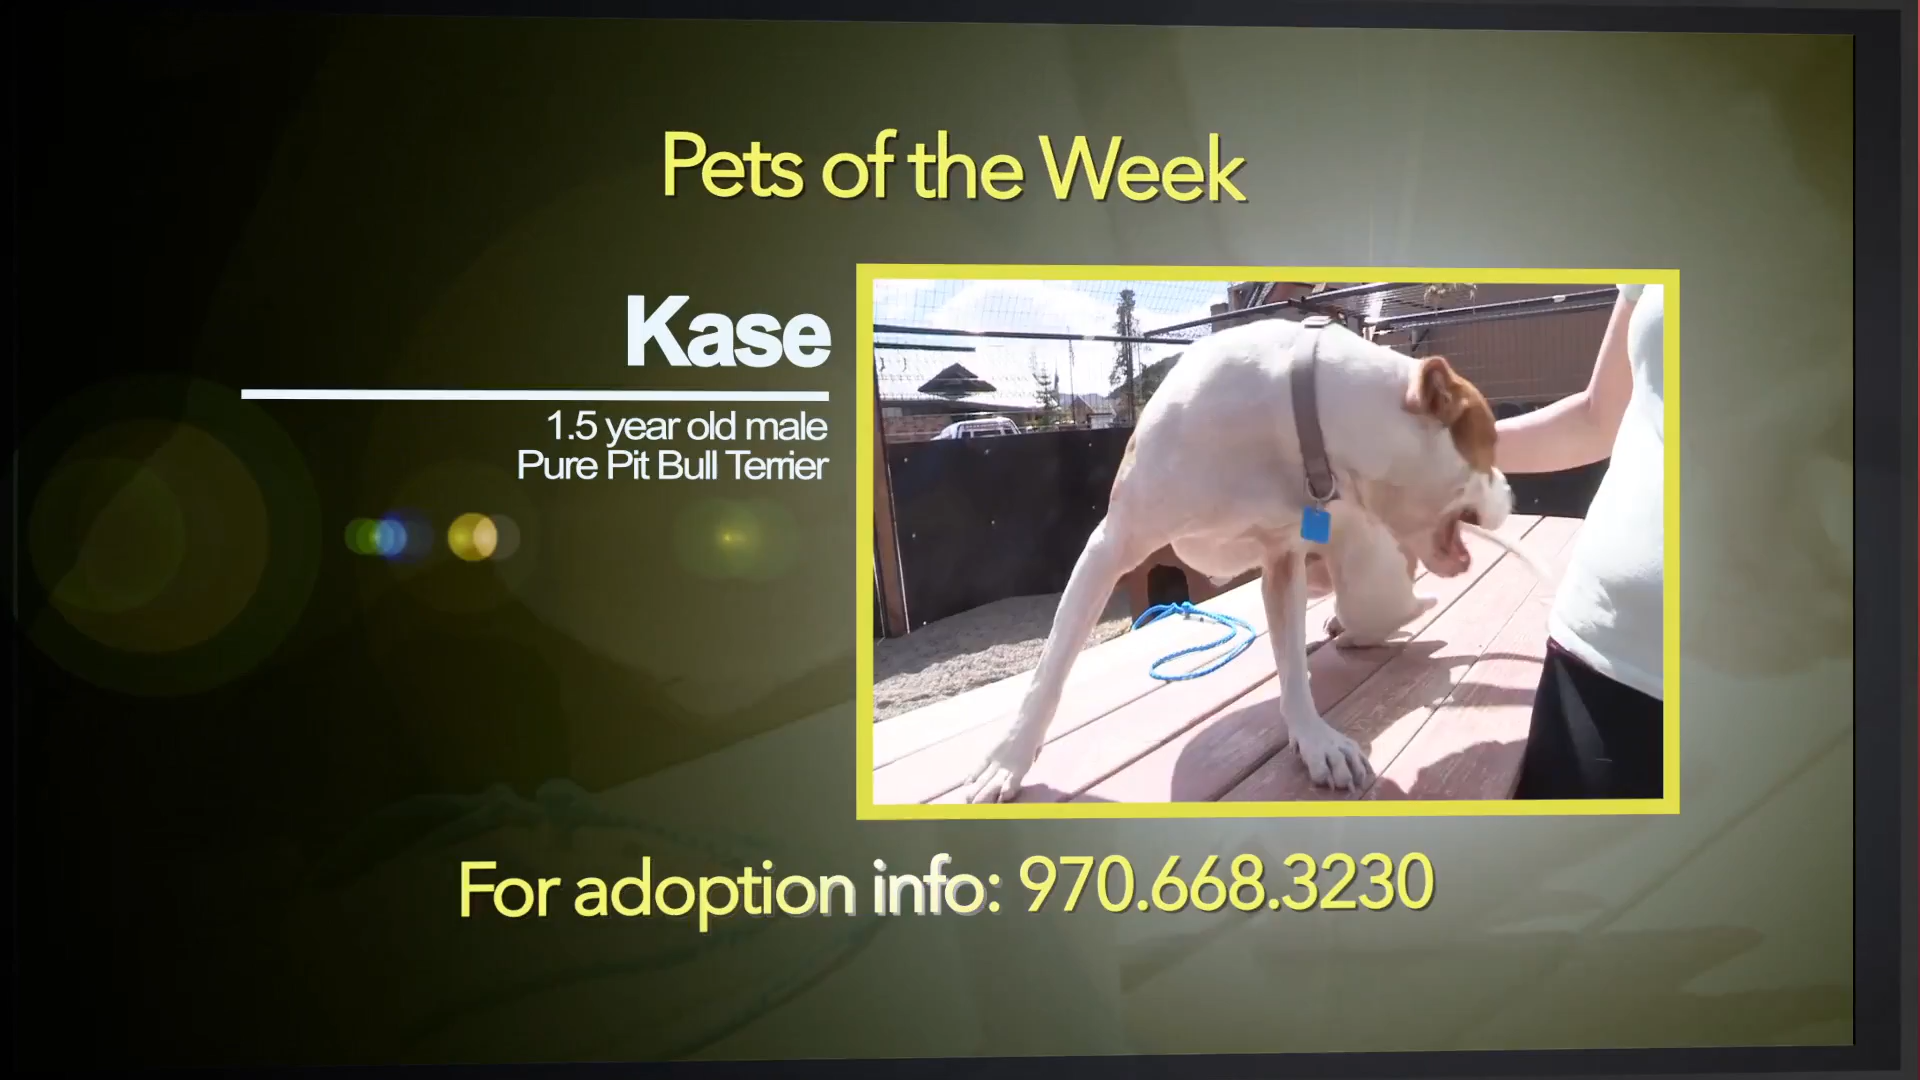 Pets of the Week
Kase
1.5 year old male
Pure Pit Bull Terrier
For adoption info: 970.668.3230